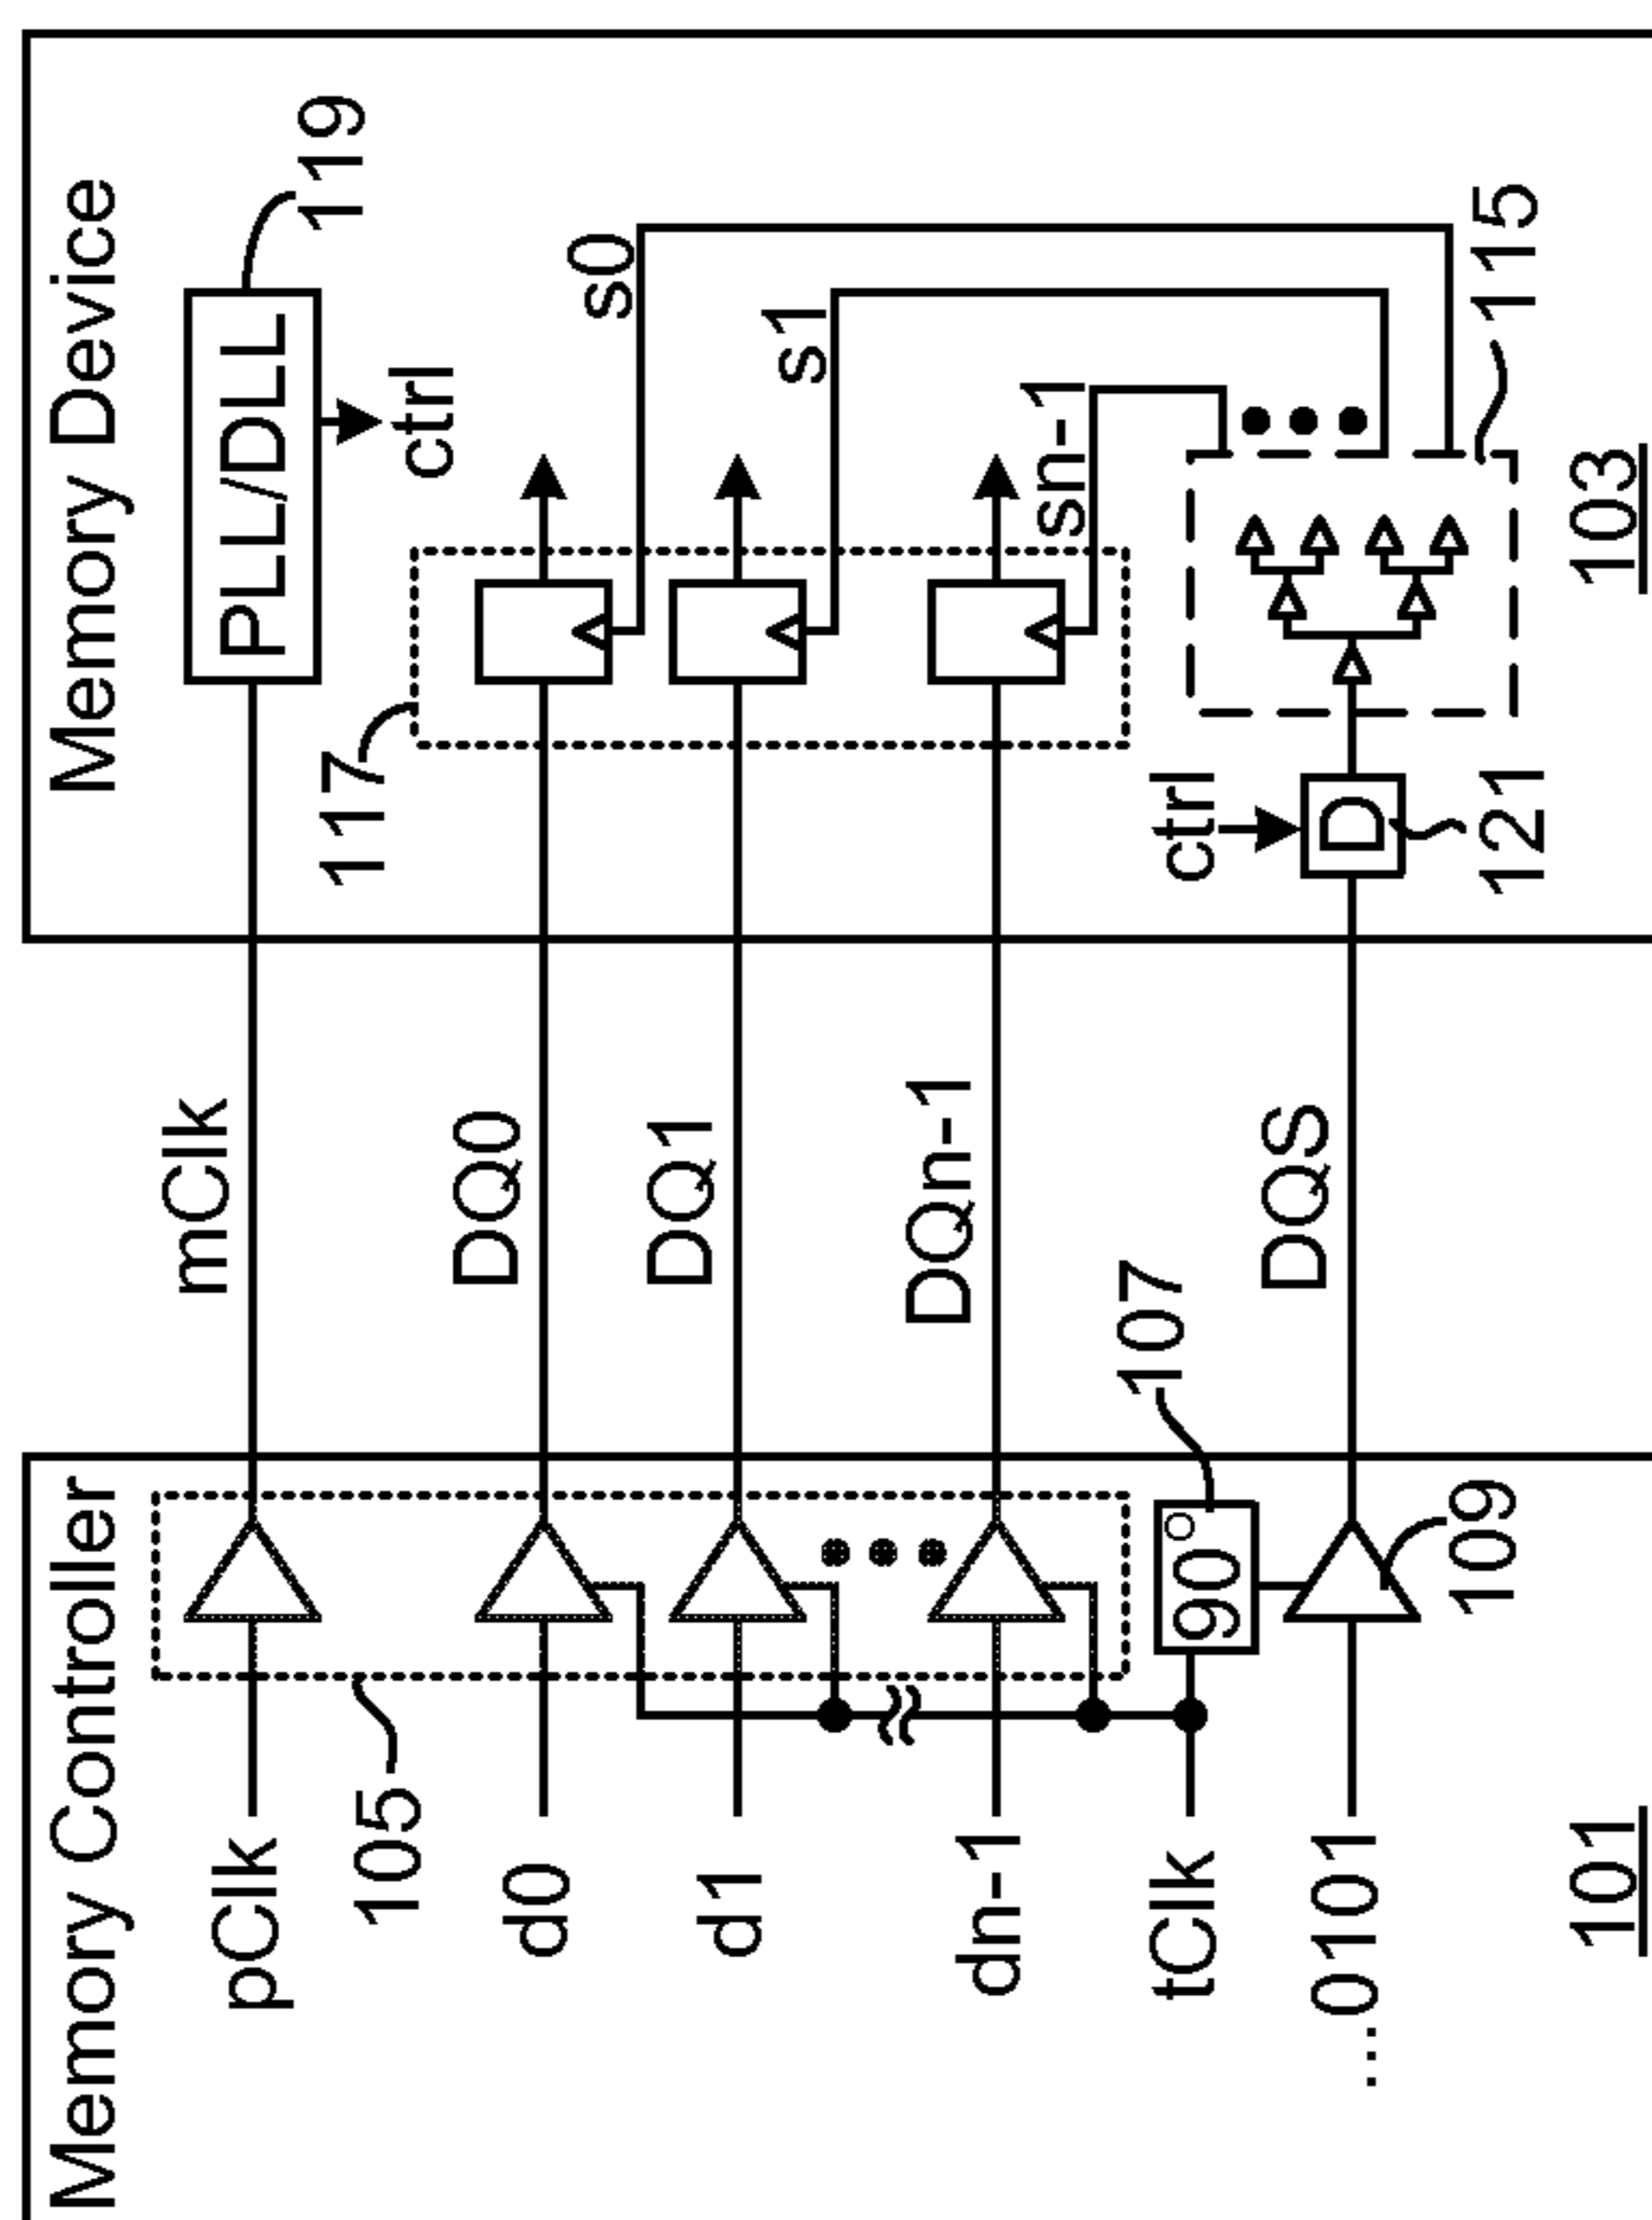 Memory Controller
Memory Device
pClk
mClk
PLL/DLL
119
ctrl
105
117
d0
DQ0
s0
d1
DQ1
s1
dn-1
DQn-1
sn-1
107
tClk
90°
ctrl
...0101
DQS
D
109
121
115
101
103